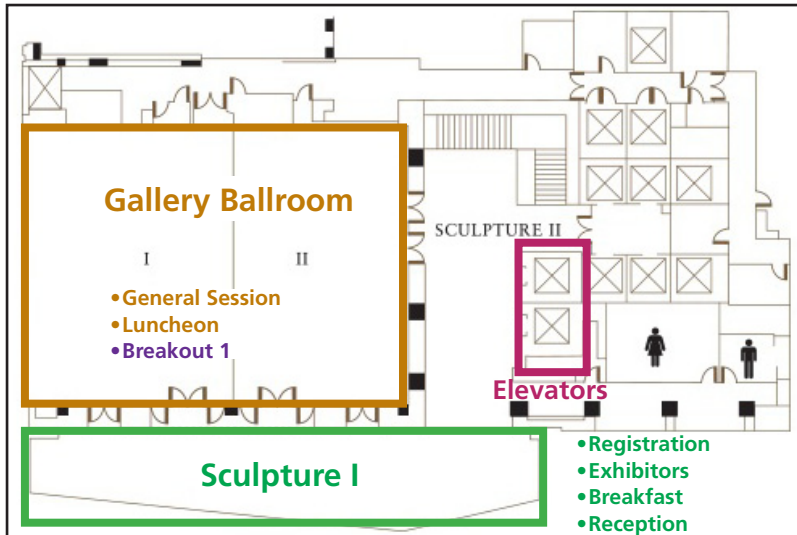 Gallery Ballroom
SCULPTURE II
I II
•General Session
•Luncheon
•Breakout 1
Elevators
Sculpture I
•Registration
•Exhibitors
•Breakfast
•Reception